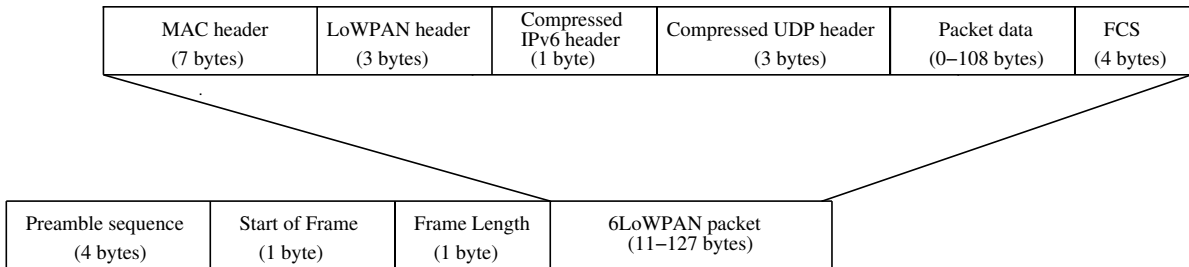 MAC header
(7 bytes)
LoWPAN header
(3 bytes)
Compressed
IPv6 header
(1 byte)
Compressed UDP header
(3 bytes)
Packet data
(0−108 bytes)
FCS
(4 bytes)
Preamble sequence
(4 bytes)
Start of Frame
(1 byte)
Frame Length
(1 byte)
6LoWPAN packet
(11−127 bytes)